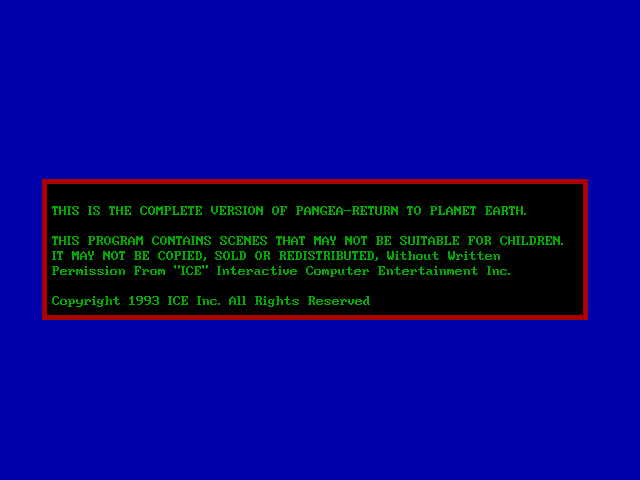 THIS IS THE COMPLETE VERSION OF PANGEA-RETURN TO PLANET EARTH.
THIS PROGRAM CONTAINS SCENES THAT MAY NOT BE SUITABLE FOR CHILDREN.
IT MAY NOT BE COPIED, SOLD OR REDISTRIBUTED, Without Written
Permission From "ICE" Interactive Computer Entertainment Inc.
Copyright 1993 ICE Inc. All Rights Reserved